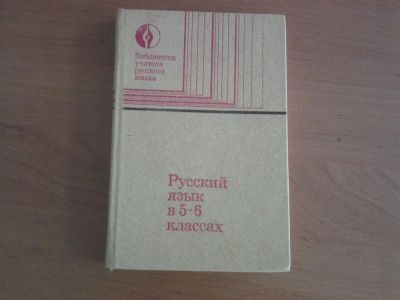 Библиотека
учителя
русского
языка
Русский
язык
в 5-6
классах